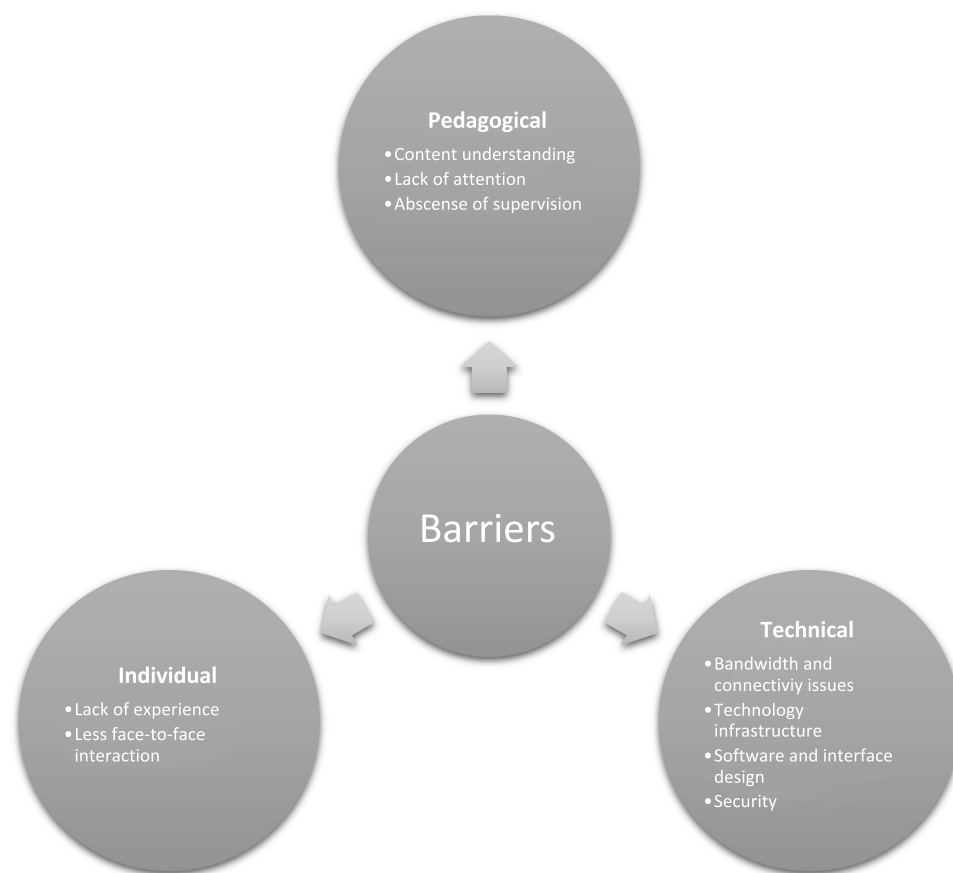 Pedagogical
•Content understanding
•Lack of attention
•Abscense of supervision
Barriers
Individual
•Lack of experience
•Less face-to-face
interaction
Technical
•Bandwidth and
connectiviy issues
•Technology
infrastructure
•Software and interface
design
•Security